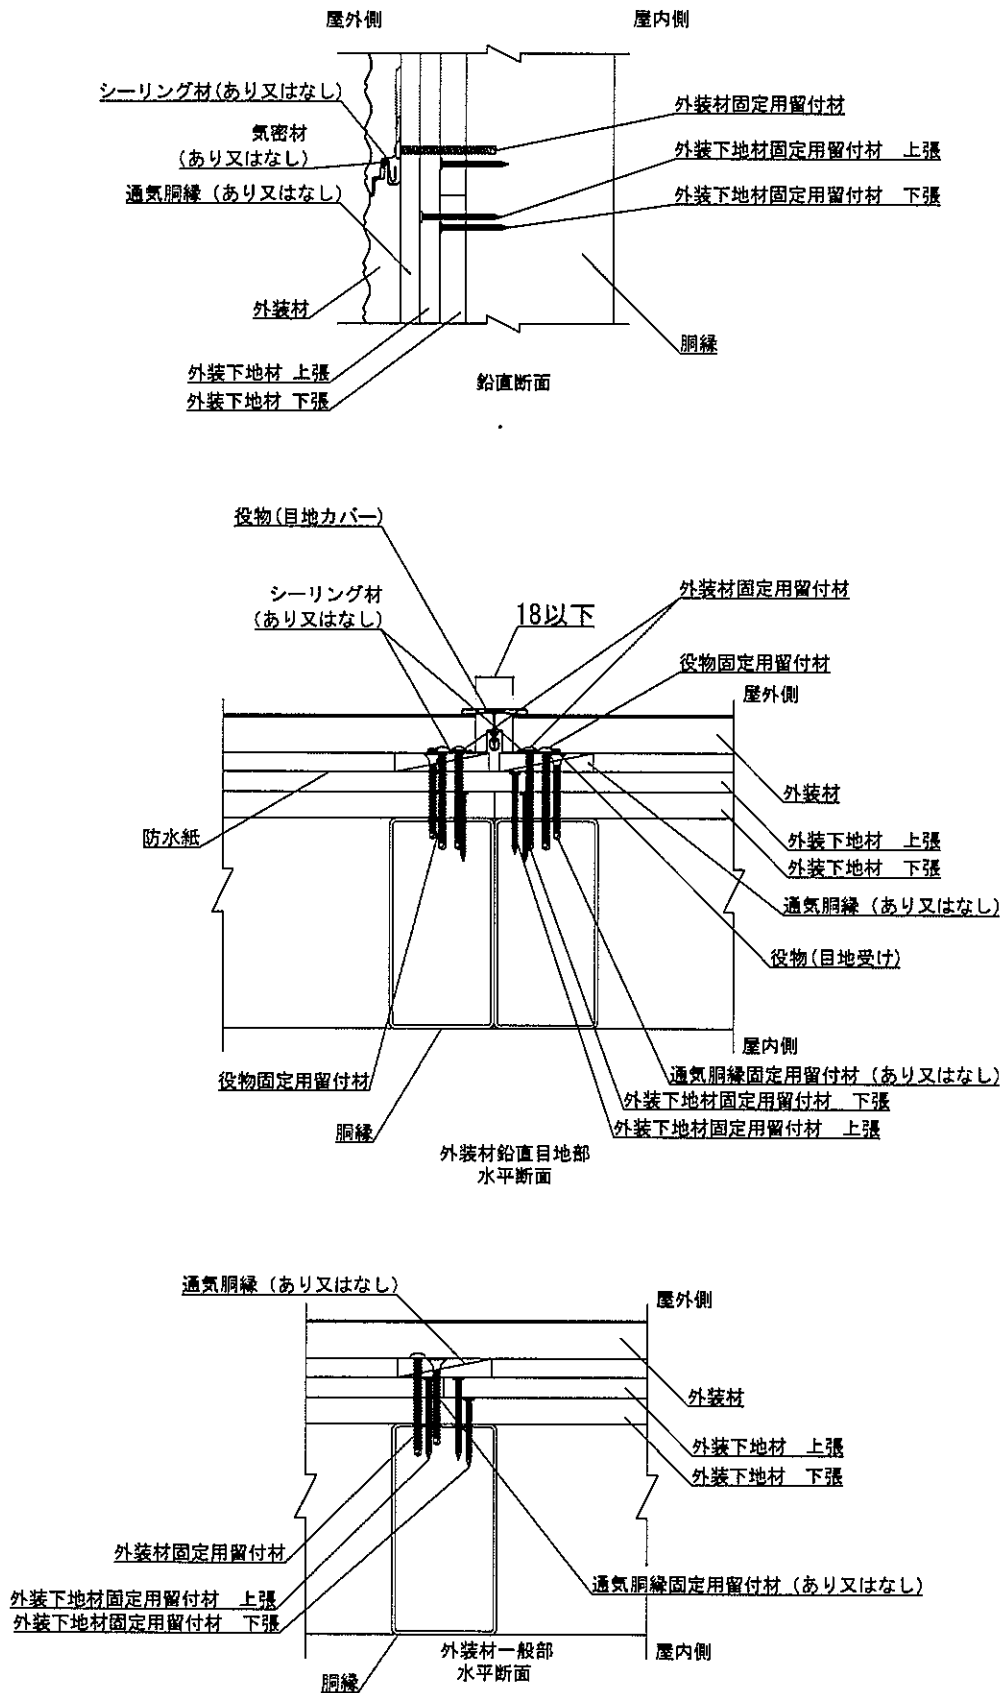 屋外側
屋内側
シーリング材(あり又はなし)
気密材
(あり又はなし)
通気胴縁 (あり又はなし)
外装材固定用留付材
外装下地材固定用留付材 上張
外装下地材固定用留付材 下張
外装材
胴縁
外装下地材 上張
外装下地材 下張
鉛直断面
役物(目地カバー)
シーリング材
(あり又はなし)
18以下
外装材固定用留付材
役物固定用留付材
屋外側
外装材
防水紙
外装下地材 上張
外装下地材 下張
通気胴縁 (あり又はなし)
役物(目地受け)
屋内側
役物固定用留付材
通気胴縁固定用留付材 (あり又はなし)
外装下地材固定用留付材 下張
外装下地材固定用留付材 上張
胴縁
外装材鉛直目地部
水平断面
通気胴縁 (あり又はなし)
屋外側
外装材
外装下地材 上張
外装下地材 下張
外装材固定用留付材
通気胴縁固定用留付材 (あり又はなし)
外装下地材固定用留付材 上張
外装下地材固定用留付材 下張
外装材一般部
水平断面
屋内側
胴縁